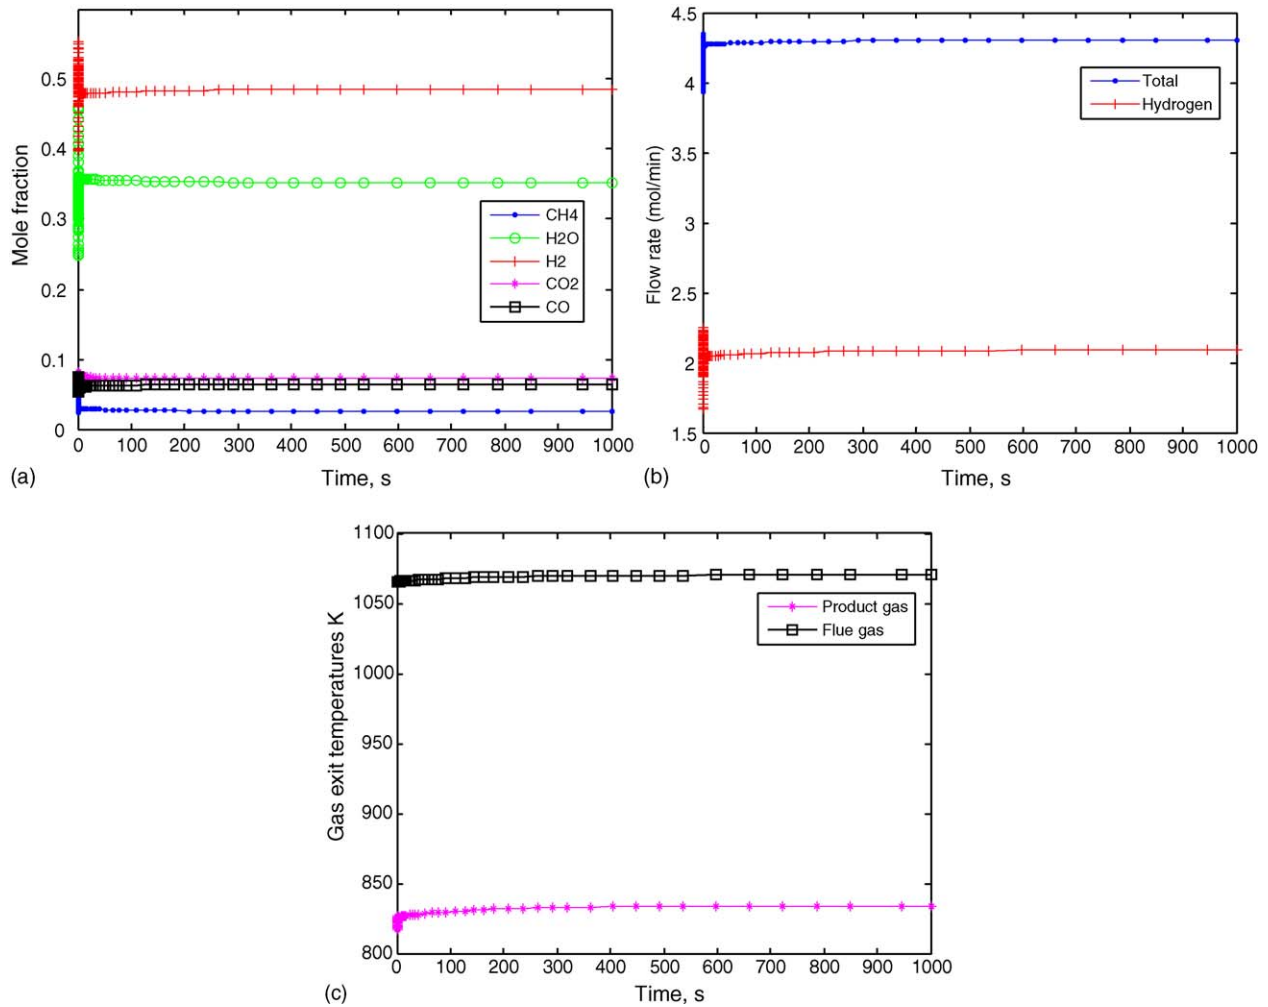 0.5
0.4
0.3
0.2
0.1
0
Mole fraction
CH4
H2O
H2
CO2
CO
0 100 200 300 400 500 600 700 800 900 1000
Time, s
(a)
4.5
4
3.5
3
2.5
2
1.5
Flow rate (mol/min)
Total
Hydrogen
0 100 200 300 400 500 600 700 800 900 1000
Time, s
(b)
1100
1050
1000
950
900
850
800
Gas exit temperatures K
Product gas
Flue gas
0 100 200 300 400 500 600 700 800 900 1000
Time, s
(c)